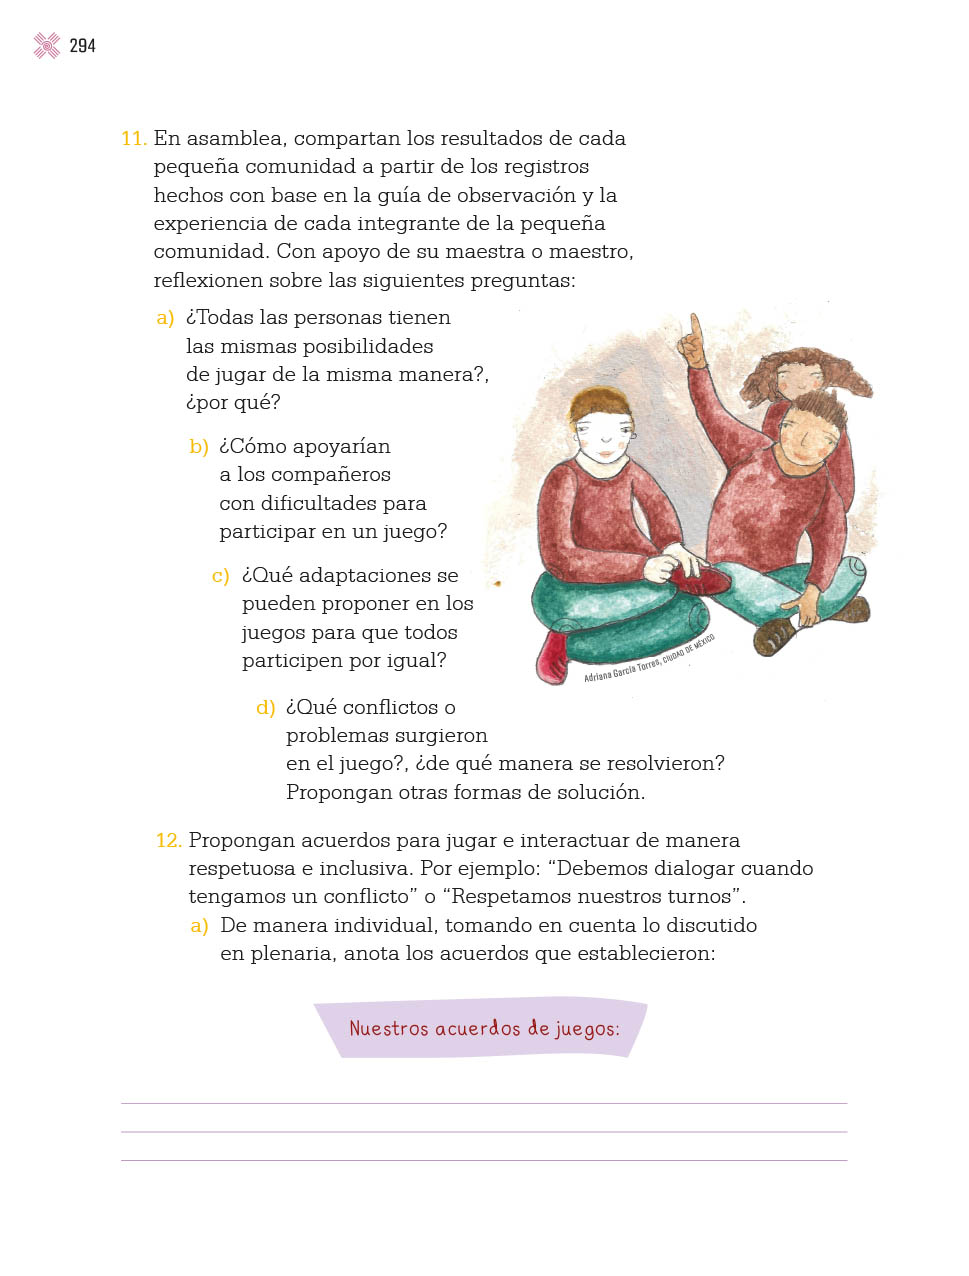 294
11. En asamblea, compartan los resultados de cada
pequeña comunidad a partir de los registros
hechos con base en la guía de observación y la
experiencia de cada integrante de la pequeña
comunidad. Con apoyo de su maestra o maestro,
reflexionen sobre las siguientes preguntas:
a) ¿Todas las personas tienen
las mismas posibilidades
de jugar de la misma manera?,
¿por qué?
b) ¿Cómo apoyarían
a los compañeros
con dificultades para
participar en un juego?
c) ¿Qué adaptaciones se
pueden proponer en los
juegos para que todos
participen por igual?
Adriana García Torres, CIUDAD DE MÉXICO
d) ¿Qué conflictos o
problemas surgieron
en el juego?, ¿de qué manera se resolvieron?
Propongan otras formas de solución.
12. Propongan acuerdos para jugar e interactuar de manera
respetuosa e inclusiva. Por ejemplo: “Debemos dialogar cuando
tengamos un conflicto” o “Respetamos nuestros turnos”.
a) De manera individual, tomando en cuenta lo discutido
en plenaria, anota los acuerdos que establecieron:
Nuestros acuerdos de juegos: